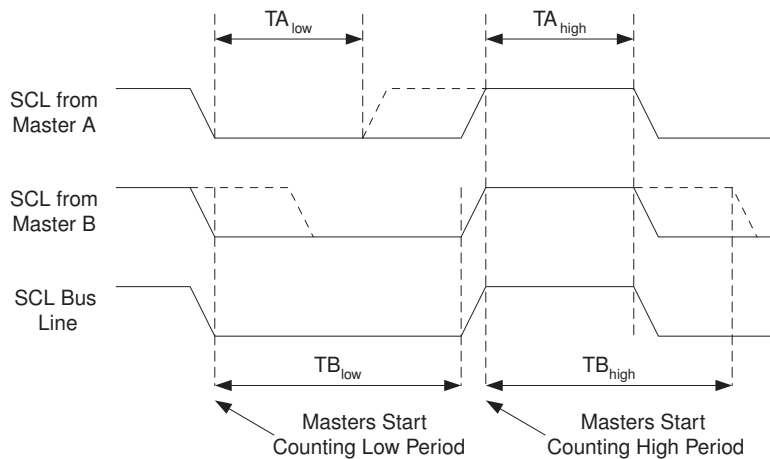 TA low
TA high
SCL from
Master A
SCL from
Master B
SCL Bus
Line
TB low
TB high
Masters Start
Counting Low Period
Masters Start
Counting High Period